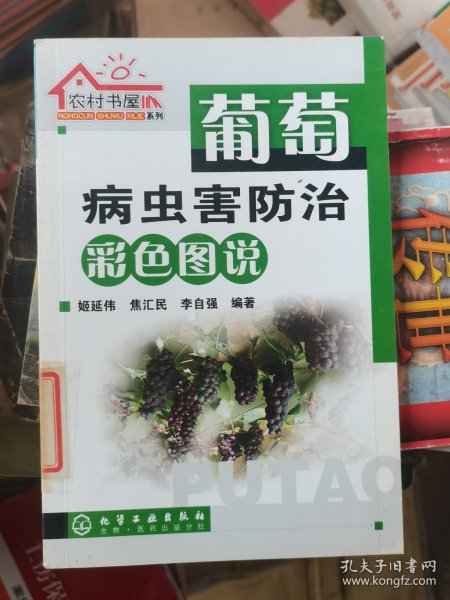 农村书屋
NONGCUN SHUWU XILIE 系列
葡萄
病虫害防治
彩色图说
姬延伟 焦汇民 李自强 编著
PUTAO
化学工业出版社
生物·医药出版分社
孔夫子旧书网
www.kongfz.com